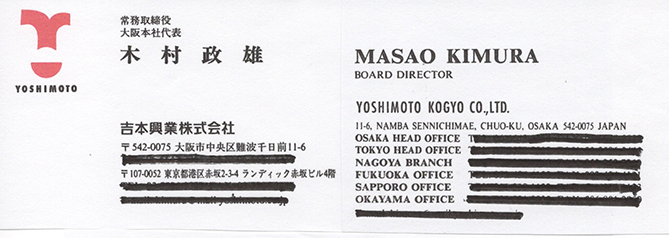 YOSHIMOTO
常務取締役
大阪本社代表
木村政雄
吉本興業株式会社
〒542-0075 大阪市中央区難波千日前11-6
〒107-0052 東京都港区赤坂2-3-4 ランディック赤坂ビル4階
MASAO KIMURA
BOARD DIRECTOR
YOSHIMOTO KOGYO CO.,LTD.
11-6, NAMBA SENNICHIMAE, CHUO-KU, OSAKA 542-0075 JAPAN
OSAKA HEAD OFFICE
TOKYO HEAD OFFICE
NAGOYA BRANCH
FUKUOKA OFFICE
SAPPORO OFFICE
OKAYAMA OFFICE